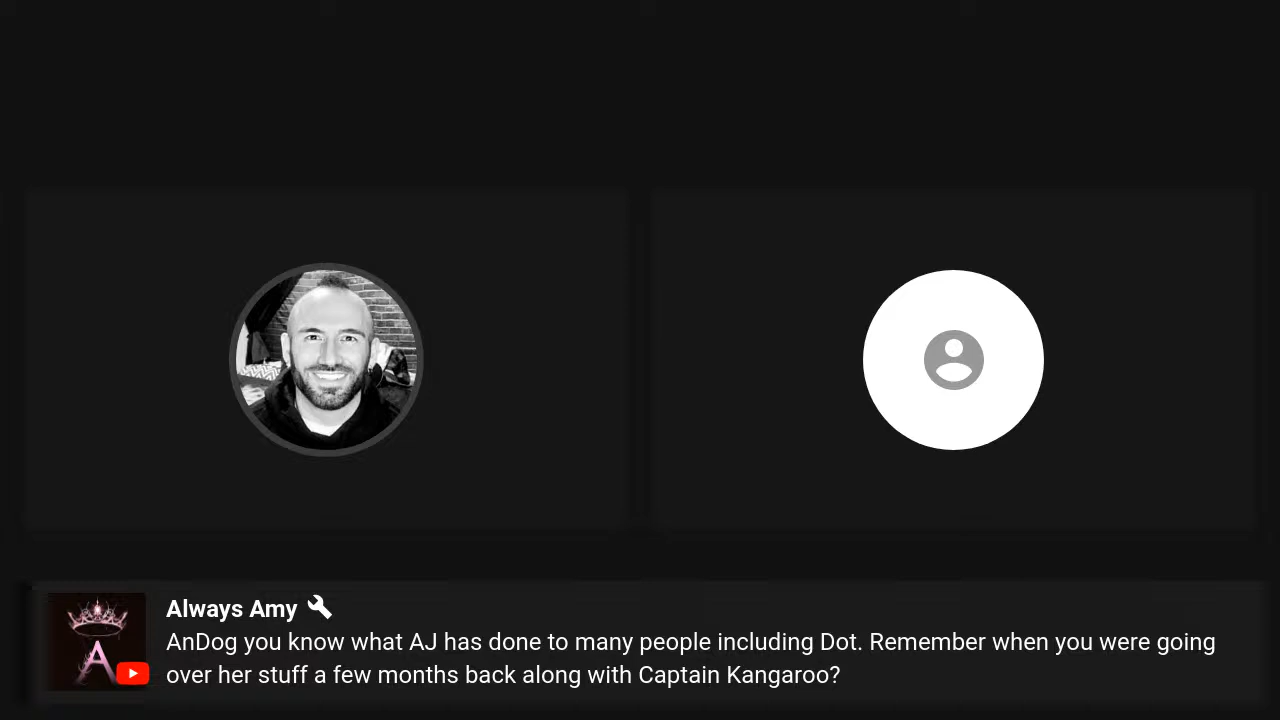 A
Always Amy
AnDog you know what AJ has done to many people including Dot. Remember when you were going
over her stuff a few months back along with Captain Kangaroo?